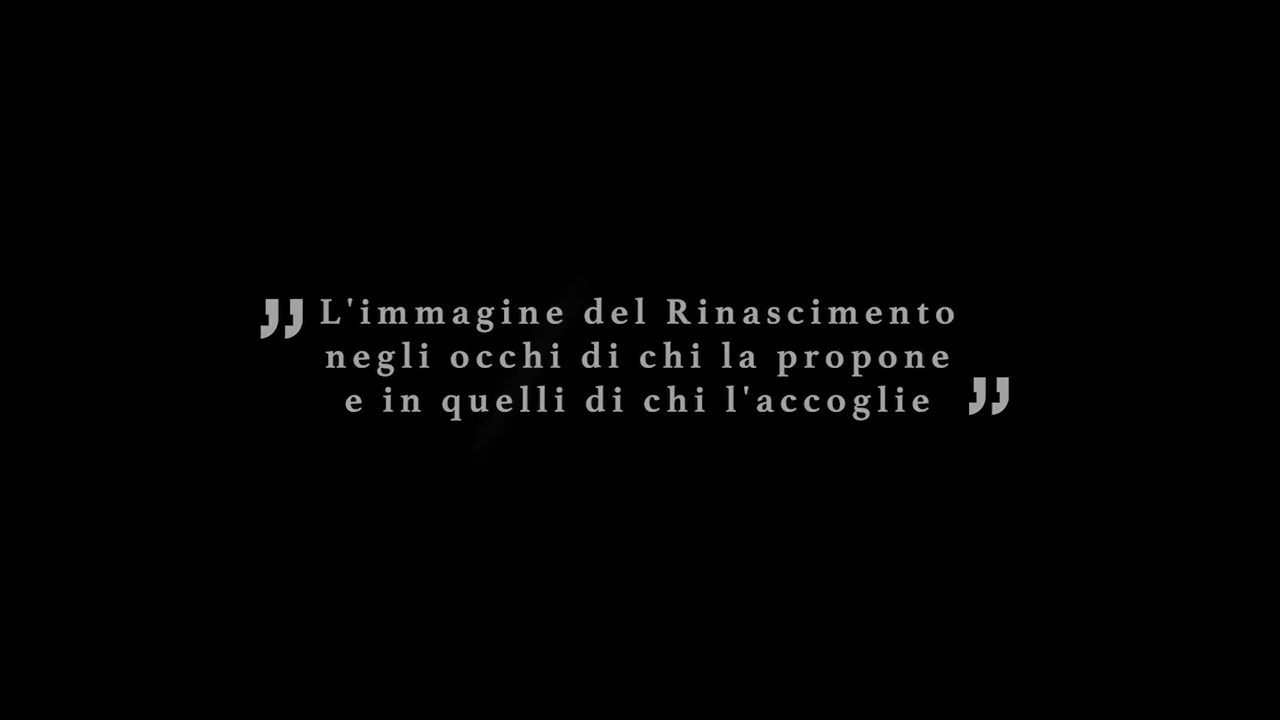 ”L'immagine del Rinascimento
negli occhi di chi la propone
e in quelli di chi l'accoglie”